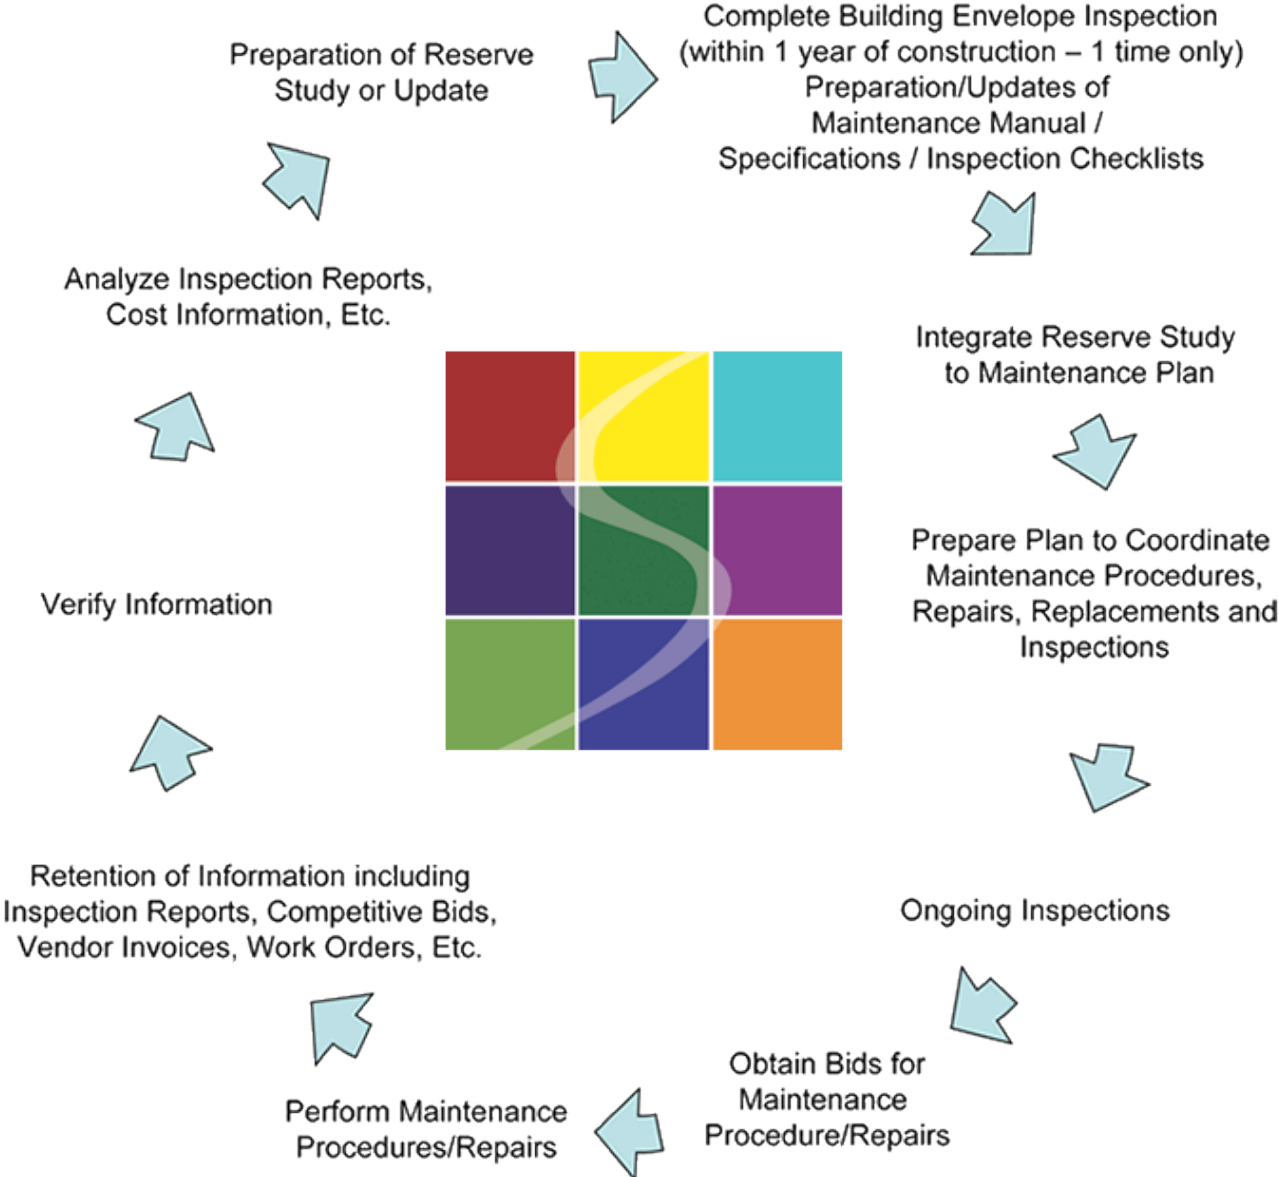 Preparation of Reserve
Study or Update
Complete Building Envelope Inspection
(within 1 year of construction – 1 time only)
Preparation/Updates of
Maintenance Manual /
Specifications / Inspection Checklists
Integrate Reserve Study
to Maintenance Plan
Prepare Plan to Coordinate
Maintenance Procedures,
Repairs, Replacements and
Inspections
Ongoing Inspections
Obtain Bids for
Maintenance
Procedure/Repairs
Perform Maintenance
Procedures/Repairs
Retention of Information including
Inspection Reports, Competitive Bids,
Vendor Invoices, Work Orders, Etc.
Verify Information
Analyze Inspection Reports,
Cost Information, Etc.